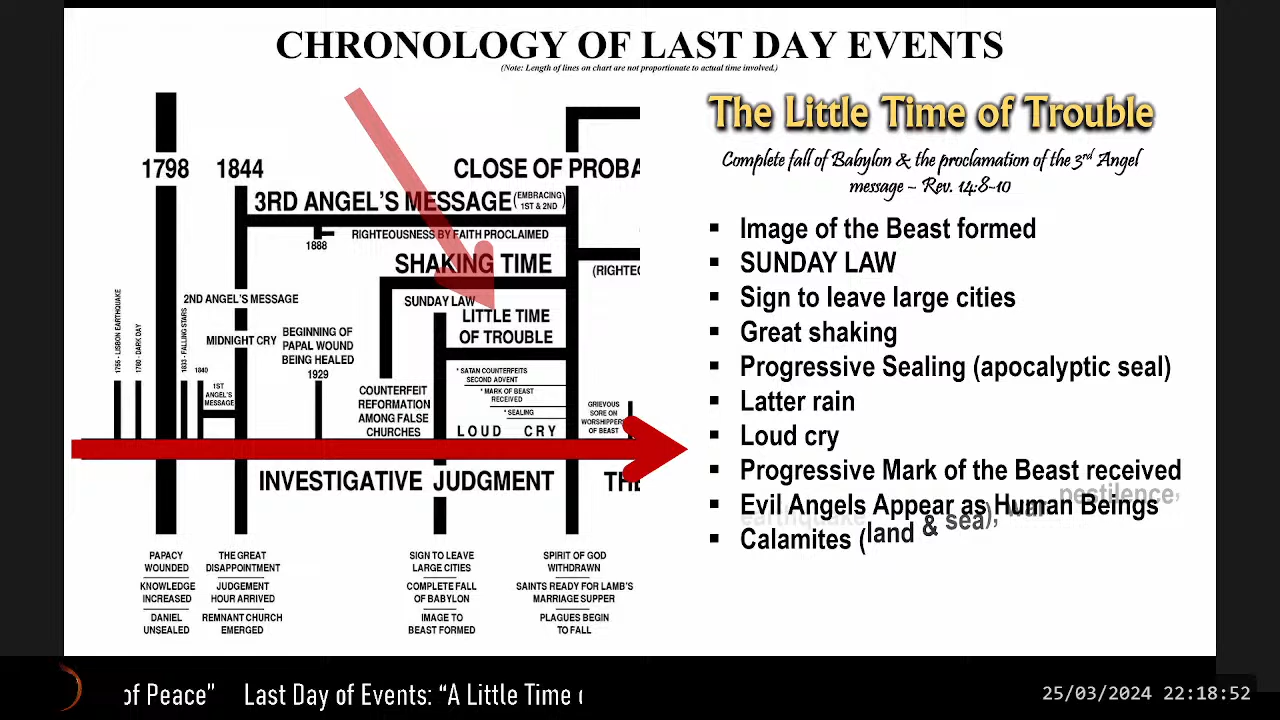 CHRONOLOGY OF LAST DAY EVENTS
(Note: Length of lines on chart are not proportionate to actual time involved.)
1798
1844
CLOSE OF PROBA
3RD ANGEL'S MESSAGE (EMBRACING
1ST & 2ND)
1888
RIGHTEOUSNESS BY FAITH PROCLAIMED
SHAKING TIME
(RIGHTEO
SUNDAY LAW
LITTLE TIME
OF TROUBLE
2ND ANGEL'S MESSAGE
MIDNIGHT CRY
BEGINNING OF
PAPAL WOUND
BEING HEALED
1929
1755 - LISBON EARTHQUAKE
1780 - DARK DAY
1833 - FALLING STARS
1840
1ST
ANGEL'S
MESSAGE
COUNTERFEIT
REFORMATION
AMONG FALSE
CHURCHES
* SATAN COUNTERFEITS
SECOND ADVENT
* MARK OF BEAST
RECEIVED
* SEALING
LOUD CRY
GRIEVOUS
SORE ON
WORSHIPPERS
OF BEAST
INVESTIGATIVE JUDGMENT
THE
PAPACY
WOUNDED
KNOWLEDGE
INCREASED
DANIEL
UNSEALED
THE GREAT
DISAPPOINTMENT
JUDGEMENT
HOUR ARRIVED
REMNANT CHURCH
EMERGED
SIGN TO LEAVE
LARGE CITIES
COMPLETE FALL
OF BABYLON
IMAGE TO
BEAST FORMED
SPIRIT OF GOD
WITHDRAWN
SAINTS READY FOR LAMB'S
MARRIAGE SUPPER
PLAGUES BEGIN
TO FALL
The Little Time of Trouble
Complete fall of Babylon & the proclamation of the 3rd Angel
message ~ Rev. 14:8-10
▪ Image of the Beast formed
▪ SUNDAY LAW
▪ Sign to leave large cities
▪ Great shaking
▪ Progressive Sealing (apocalyptic seal)
▪ Latter rain
▪ Loud cry
▪ Progressive Mark of the Beast received
▪ Evil Angels Appear as Human Beings
▪ Calamites (land & sea), war, pestilence,
earthquake
of Peace" Last Day of Events: "A Little Time
25/03/2024 22:18:52